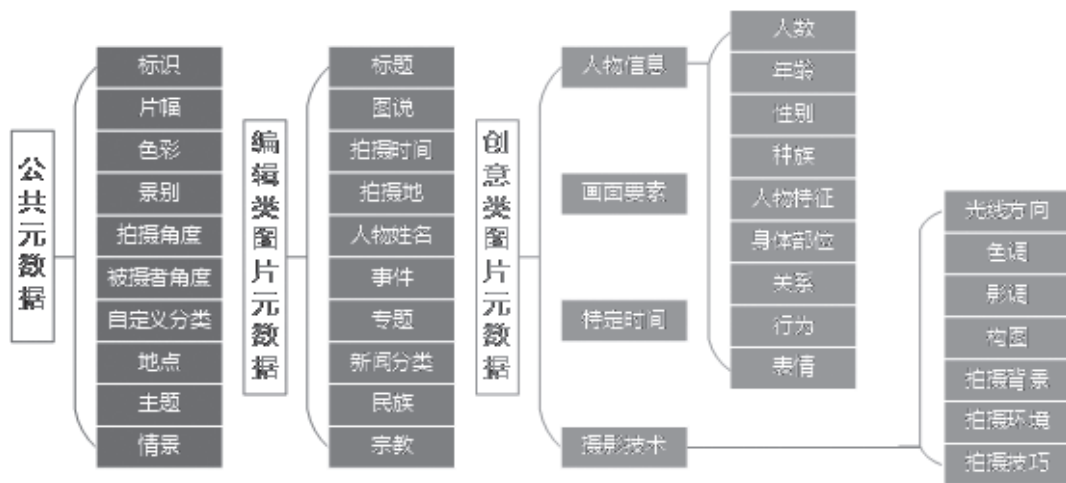 公共元数据
标识
片幅
色彩
景别
拍摄角度
被摄者角度
自定义分类
地点
主题
情景
编辑类图片元数据
标题
图说
拍摄时间
拍摄地
人物姓名
事件
专题
新闻分类
民族
宗教
创意类图片元数据
人物信息
人数
年龄
性别
种族
人物特征
身体部位
关系
行为
表情
画面要素
特定时间
摄影技术
光线方向
色调
影调
构图
拍摄背景
拍摄环境
拍摄技巧